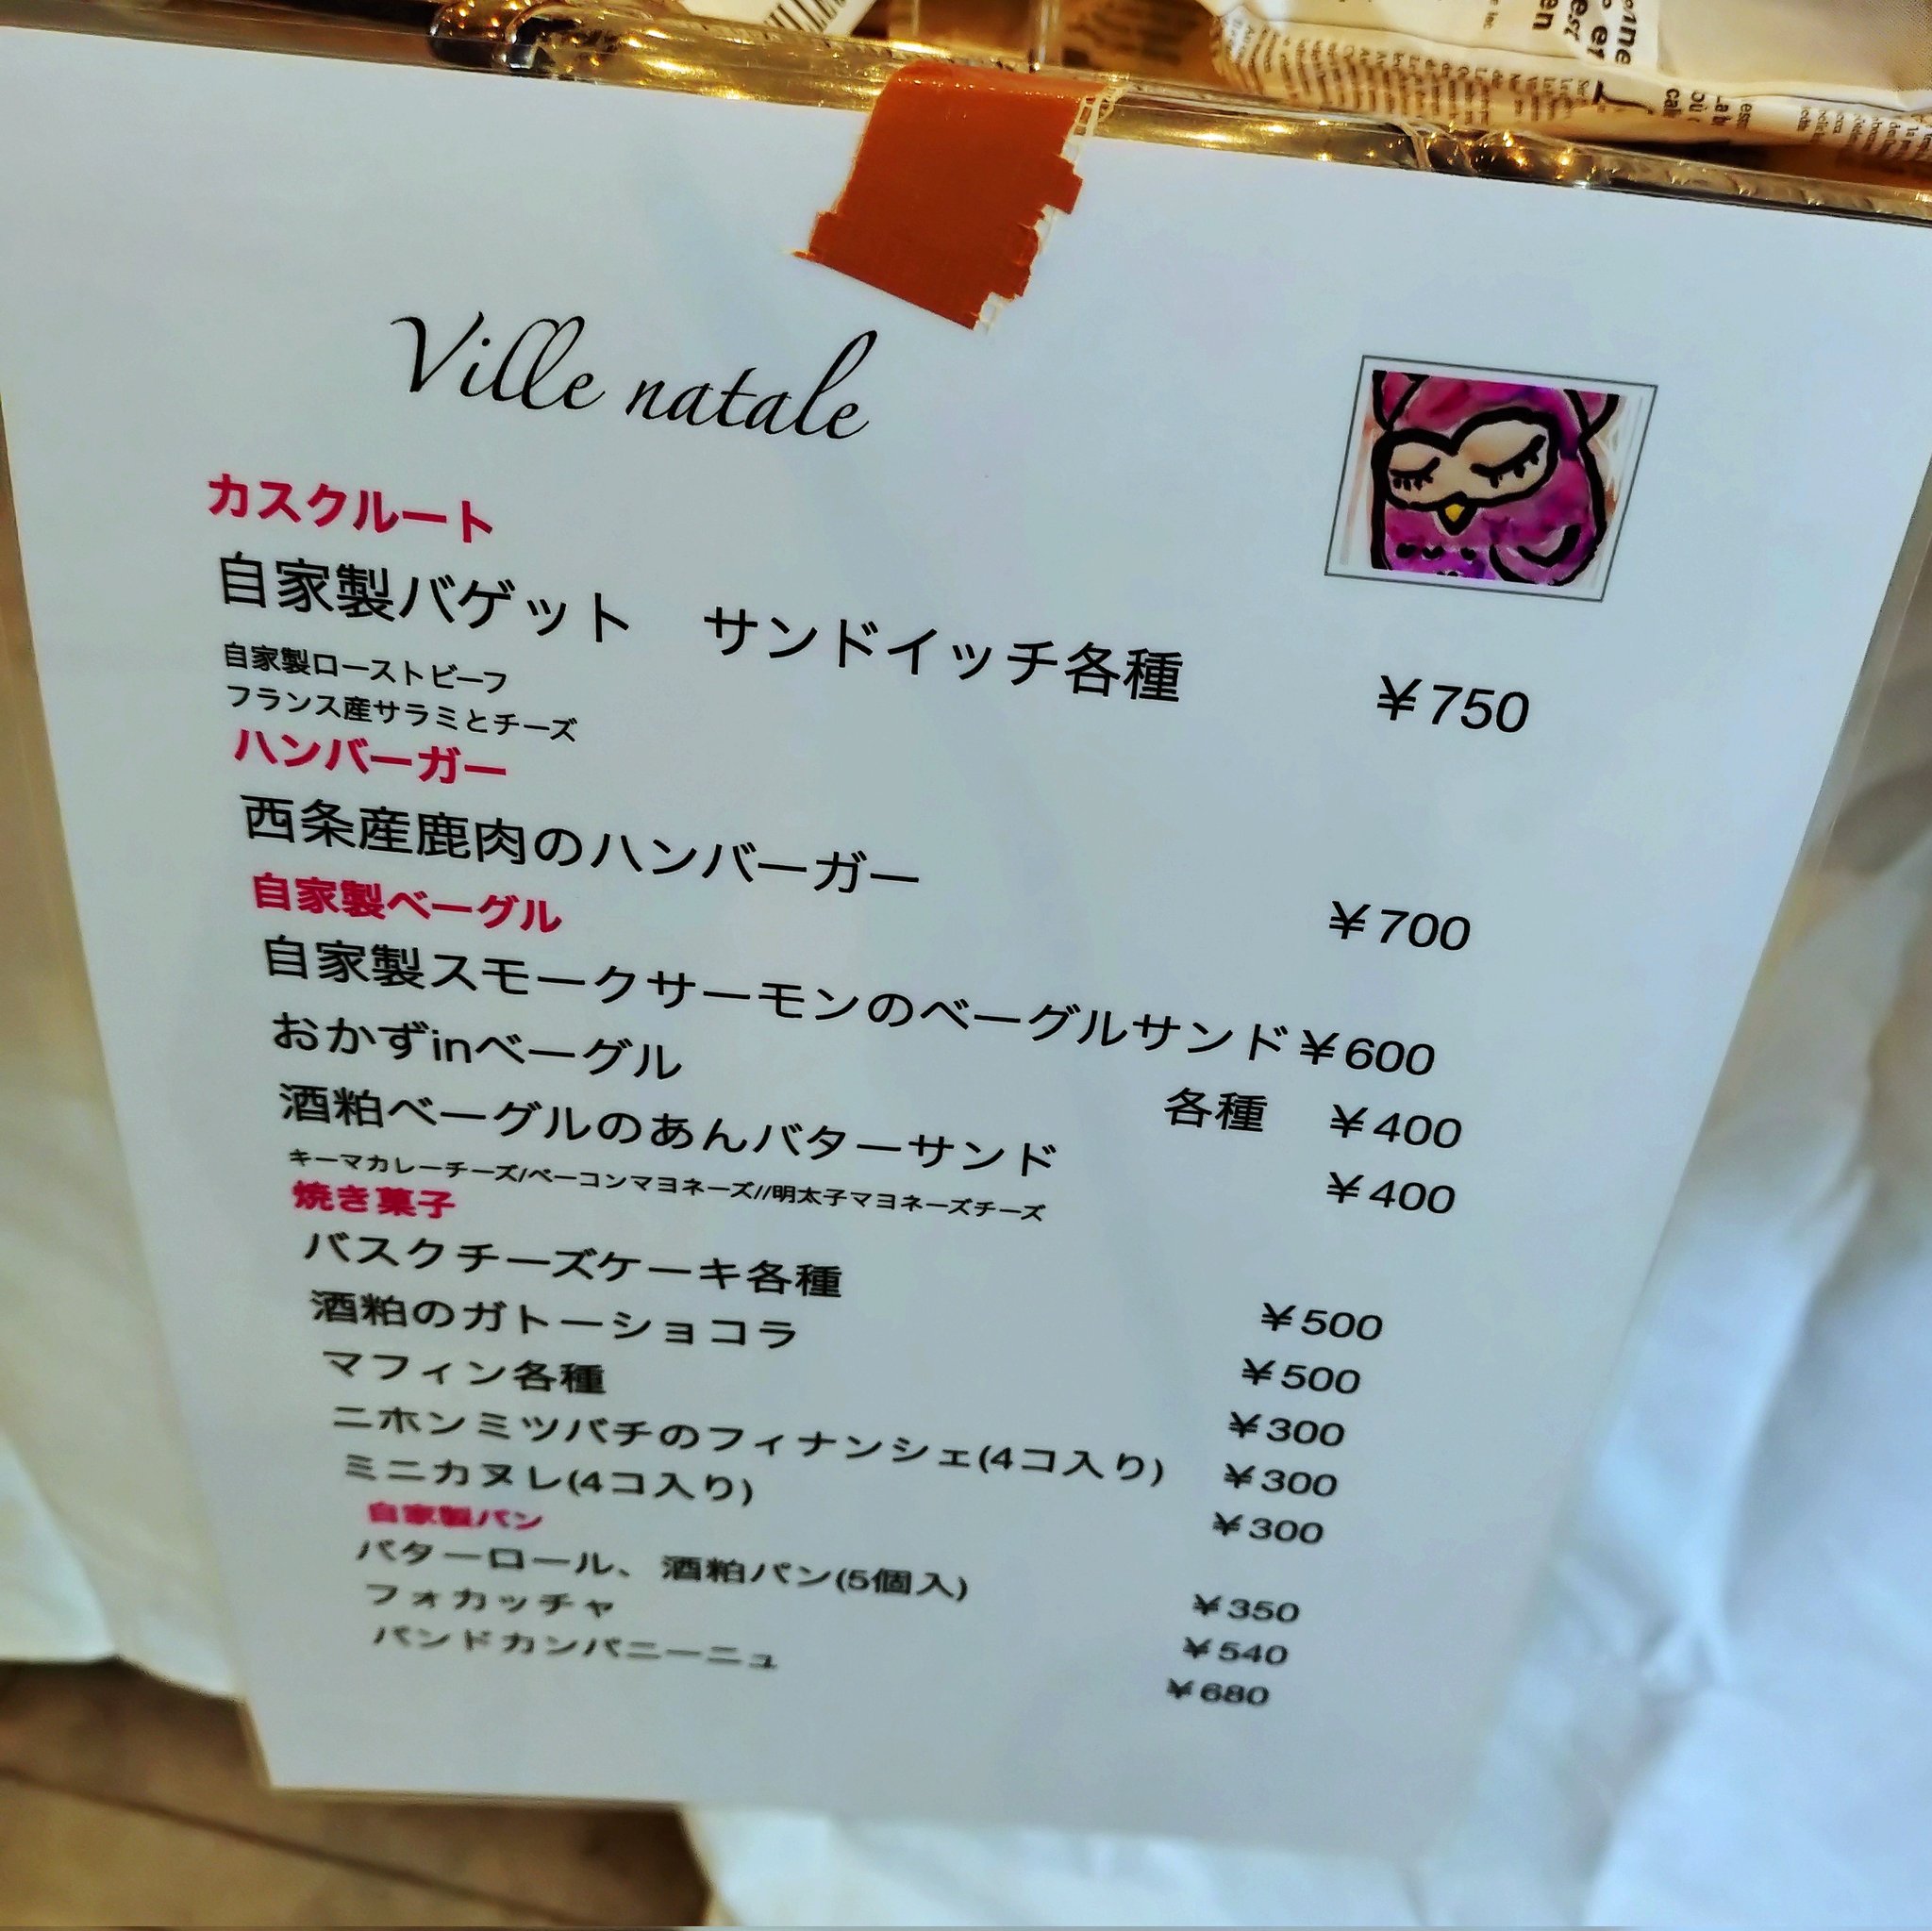 Ville natale
カスクルート
自家製バゲット　サンドイッチ各種 ¥750
自家製ローストビーフ
フランス産サラミとチーズ
ハンバーガー
西条産鹿肉のハンバーガー ¥700
自家製ベーグル
自家製スモークサーモンのベーグルサンド ¥600
おかずinベーグル 各種 ¥400
酒粕ベーグルのあんバターサンド ¥400
キーマカレーチーズ/ベーコンマヨネーズ//明太子マヨネーズチーズ
焼き菓子
バスクチーズケーキ各種 ¥500
酒粕のガトーショコラ ¥500
マフィン各種 ¥300
ニホンミツバチのフィナンシェ(4コ入り) ¥300
ミニカヌレ(4コ入り) ¥300
自家製パン
バターロール、酒粕パン(5個入) ¥350
フォカッチャ ¥540
パンドカンパニーニュ ¥680